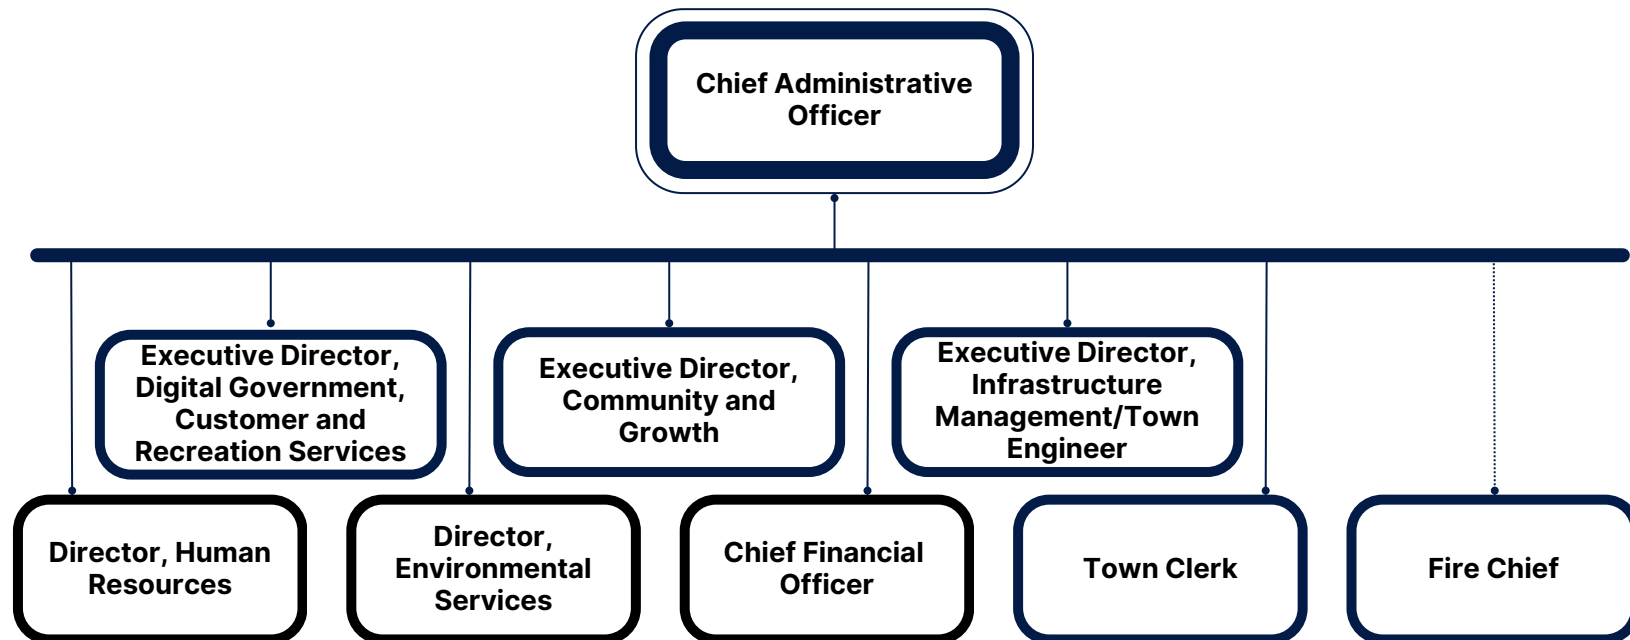 Chief Administrative
Officer
Executive Director,
Digital Government,
Customer and
Recreation Services
Executive Director,
Community and
Growth
Executive Director,
Infrastructure
Management/Town
Engineer
Director, Human
Resources
Director,
Environmental
Services
Chief Financial
Officer
Town Clerk
Fire Chief